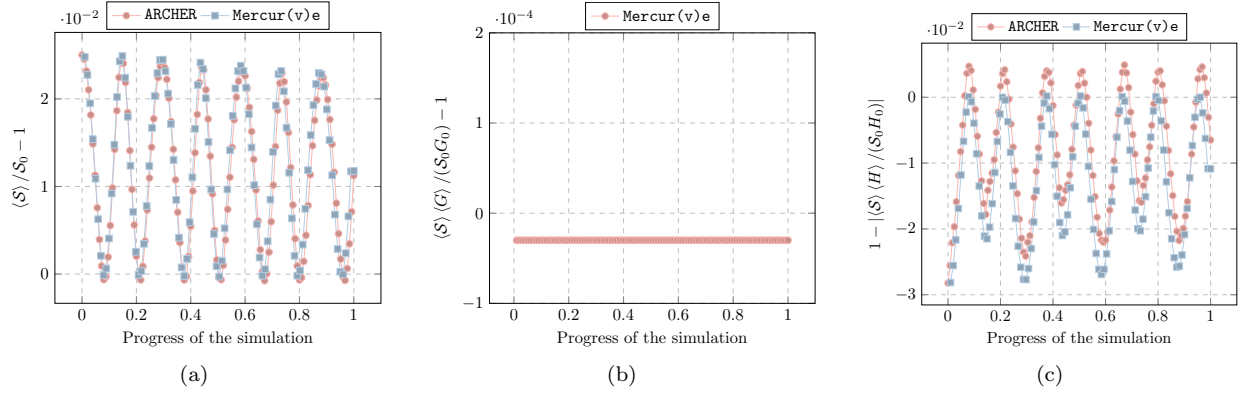 ·10⁻²
ARCHER Mercur(v)e
2
1
0
0 0.2 0.4 0.6 0.8 1
Progress of the simulation
⟨𝒮⟩ / 𝒮₀ − 1
(a)
Mercur(v)e
·10⁻⁴
2
1
0
−1
0 0.2 0.4 0.6 0.8 1
Progress of the simulation
⟨𝒮⟩ ⟨G⟩ /(𝒮₀G₀) − 1
(b)
ARCHER Mercur(v)e
·10⁻²
0
−1
−2
−3
0 0.2 0.4 0.6 0.8 1
Progress of the simulation
1 − |⟨𝒮⟩ ⟨H⟩ /(𝒮₀H₀)|
(c)